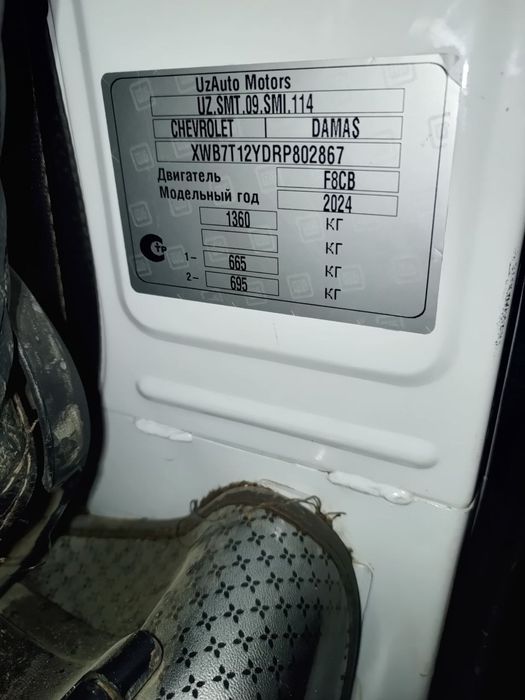 UzAuto Motors
UZ.SMT.09.SMI.114
CHEVROLET DAMAS
XWB7T12YDRP802867
Двигатель F8CB
Модельный год 2024
1360 КГ
КГ
1– 665 КГ
2– 695 КГ